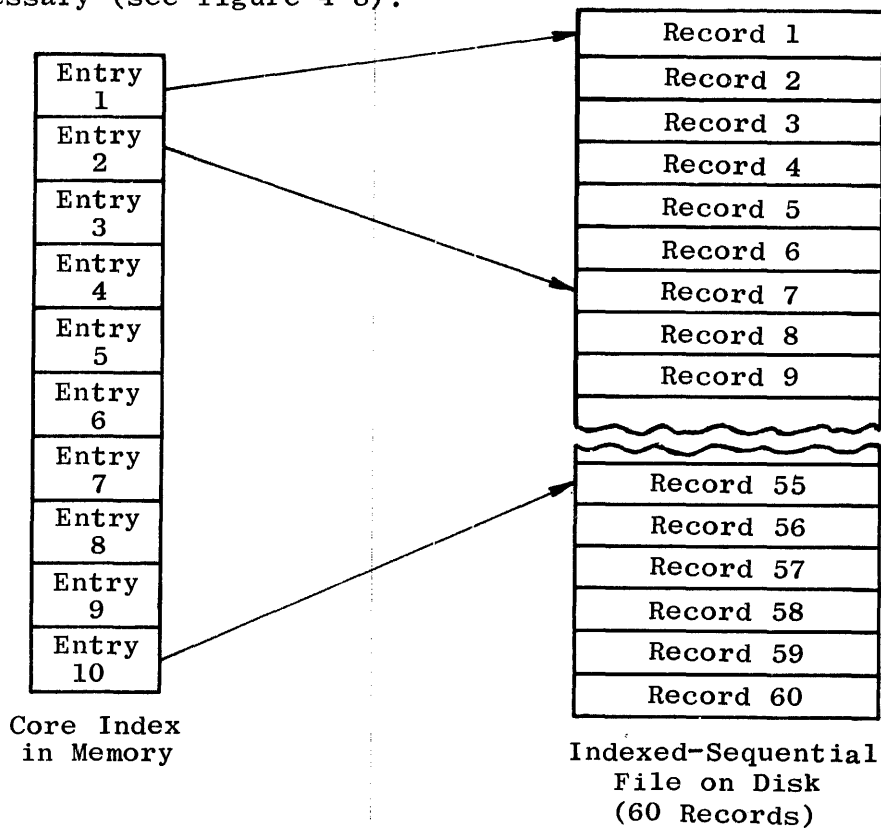 (see Figure 4-8).
Entry
1
Entry
2
Entry
3
Entry
4
Entry
5
Entry
6
Entry
7
Entry
8
Entry
9
Entry
10
Core Index
in Memory
Record 1
Record 2
Record 3
Record 4
Record 5
Record 6
Record 7
Record 8
Record 9
Record 55
Record 56
Record 57
Record 58
Record 59
Record 60
Indexed-Sequential
File on Disk
(60 Records)